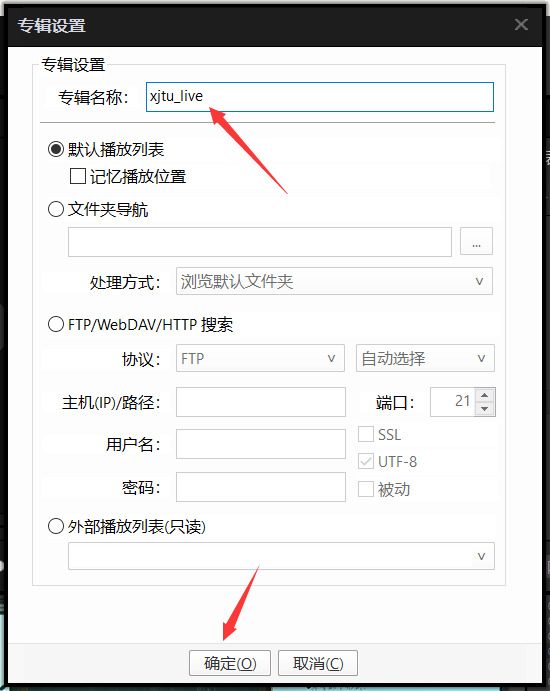 专辑设置
专辑设置
专辑名称: xjtu_live
默认播放列表
记忆播放位置
文件夹导航
...
处理方式: 浏览默认文件夹
FTP/WebDAV/HTTP 搜索
协议: FTP 自动选择
主机(IP)/路径: 端口: 21
用户名: SSL
UTF-8
密码: 被动
外部播放列表(只读)
确定(O) 取消(C)